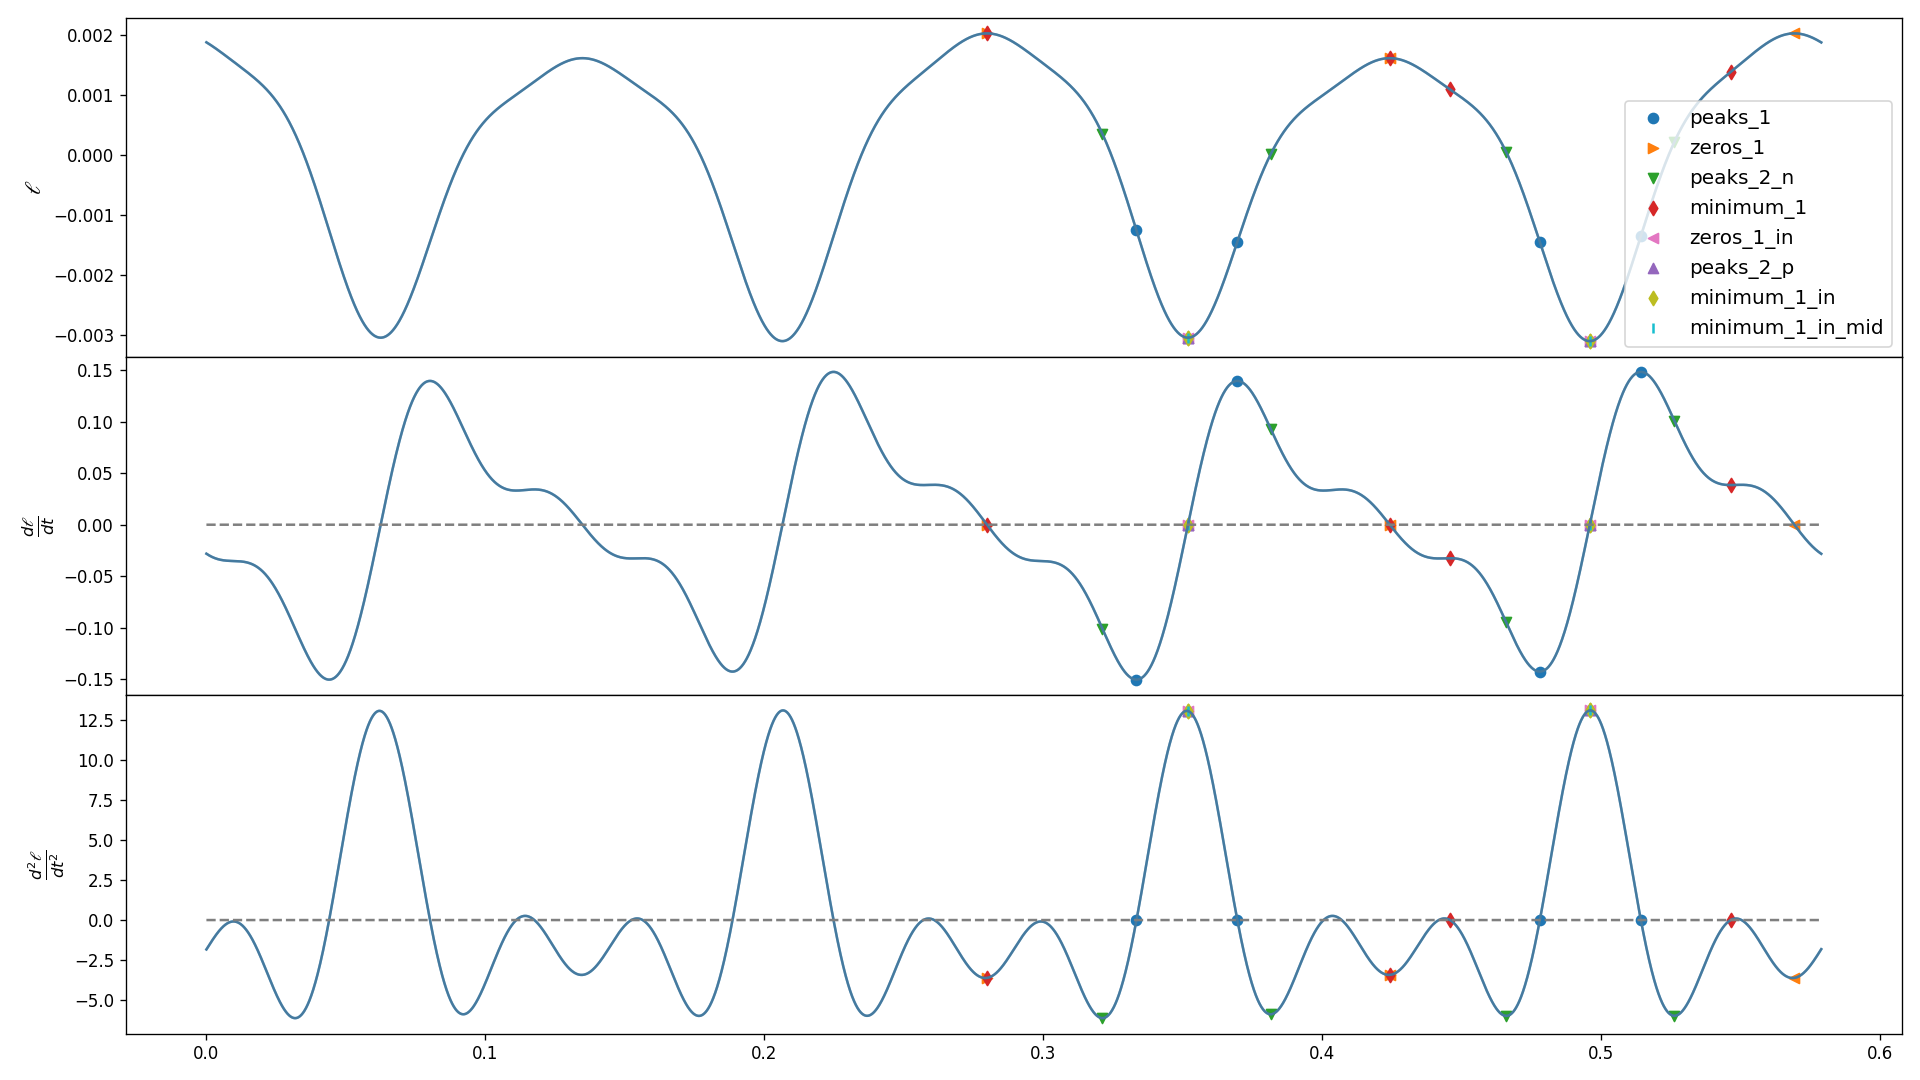 0.002
0.001
0.000
−0.001
−0.002
−0.003
ℓ
peaks_1
zeros_1
peaks_2_n
minimum_1
zeros_1_in
peaks_2_p
minimum_1_in
minimum_1_in_mid
0.15
0.10
0.05
0.00
−0.05
−0.10
−0.15
dℓ
dt
12.5
10.0
7.5
5.0
2.5
0.0
−2.5
−5.0
d²ℓ
dt²
0.0 0.1 0.2 0.3 0.4 0.5 0.6